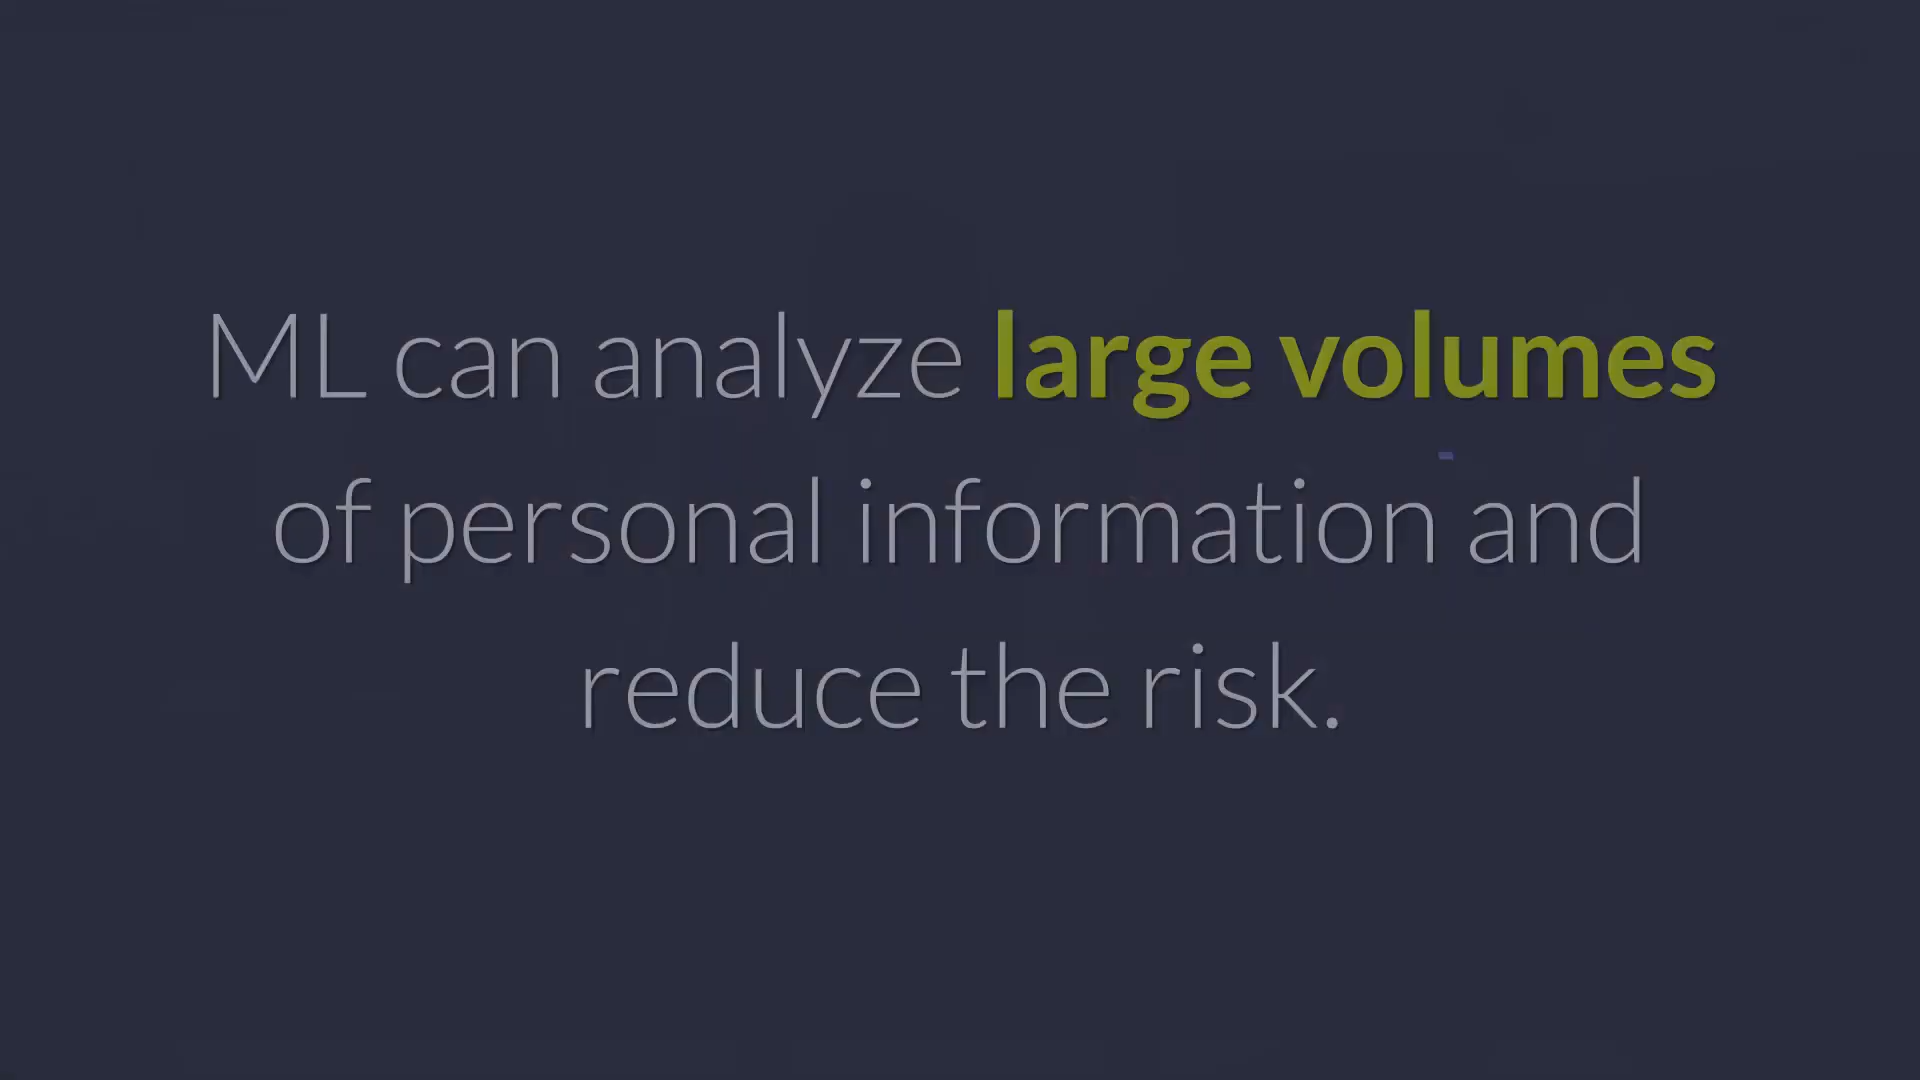 ML can analyze large volumes
of personal information and
reduce the risk.